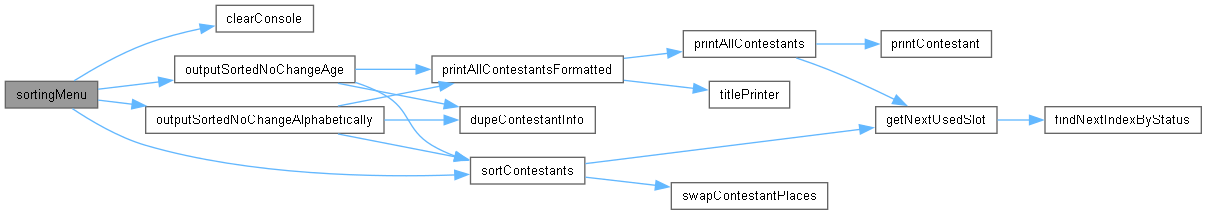 clearConsole
printAllContestants
printContestant
outputSortedNoChangeAge
printAllContestantsFormatted
sortingMenu
titlePrinter
outputSortedNoChangeAlphabetically
dupeContestantInfo
getNextUsedSlot
findNextIndexByStatus
sortContestants
swapContestantPlaces